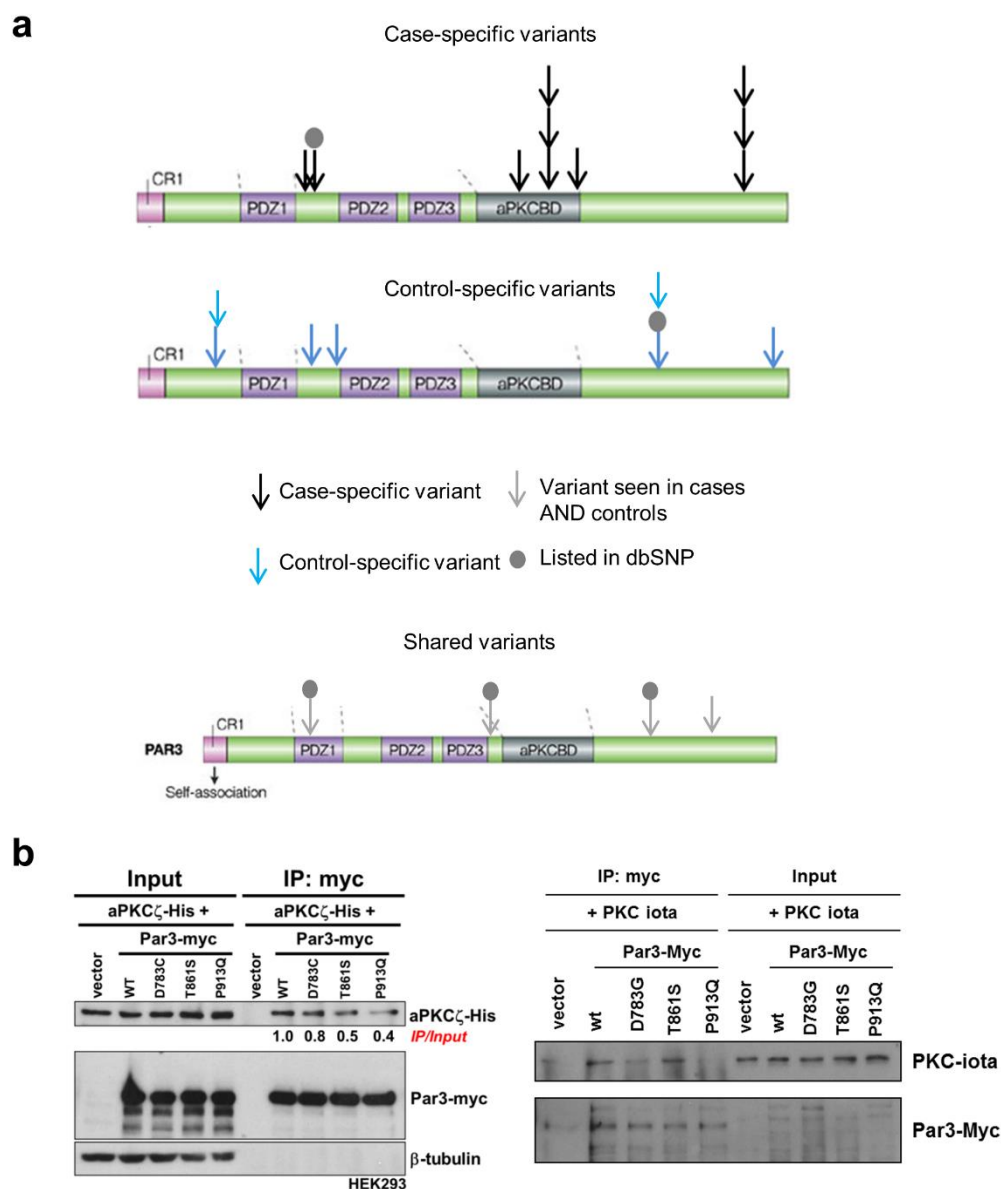 a
Case-specific variants
CR1
PDZ1
PDZ2
PDZ3
aPKCBD
Control-specific variants
CR1
PDZ1
PDZ2
PDZ3
aPKCBD
Case-specific variant
Variant seen in cases
AND controls
Control-specific variant
Listed in dbSNP
Shared variants
CR1
PAR3
PDZ1
PDZ2
PDZ3
aPKCBD
Self-association
b
Input
IP: myc
aPKCζ-His +
aPKCζ-His +
Par3-myc
Par3-myc
vector
WT
D783C
T861S
P913Q
vector
WT
D783C
T861S
P913Q
aPKCζ-His
1.0 0.8 0.5 0.4 IP/Input
Par3-myc
β-tubulin
HEK293
IP: myc
Input
+ PKC iota
+ PKC iota
Par3-Myc
Par3-Myc
vector
wt
D783G
T861S
P913Q
vector
wt
D783G
T861S
P913Q
PKC-iota
Par3-Myc